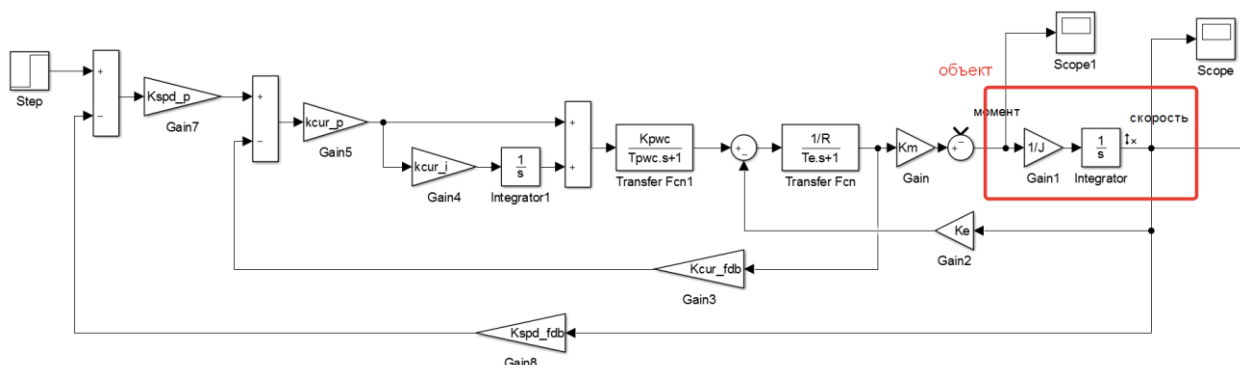 Step
+
−
Kspd_p
Gain7
+
−
kcur_p
Gain5
kcur_i
Gain4
1
s
Integrator1
+
+
Kpwc
Tpwc.s+1
Transfer Fcn1
+
−
1/R
Te.s+1
Transfer Fcn
Km
Gain
+
−
объект
момент
скорость
1/J
Gain1
1
s
Integrator
x
Scope1
Scope
Ke
Gain2
Kcur_fdb
Gain3
Kspd_fdb
Gain8